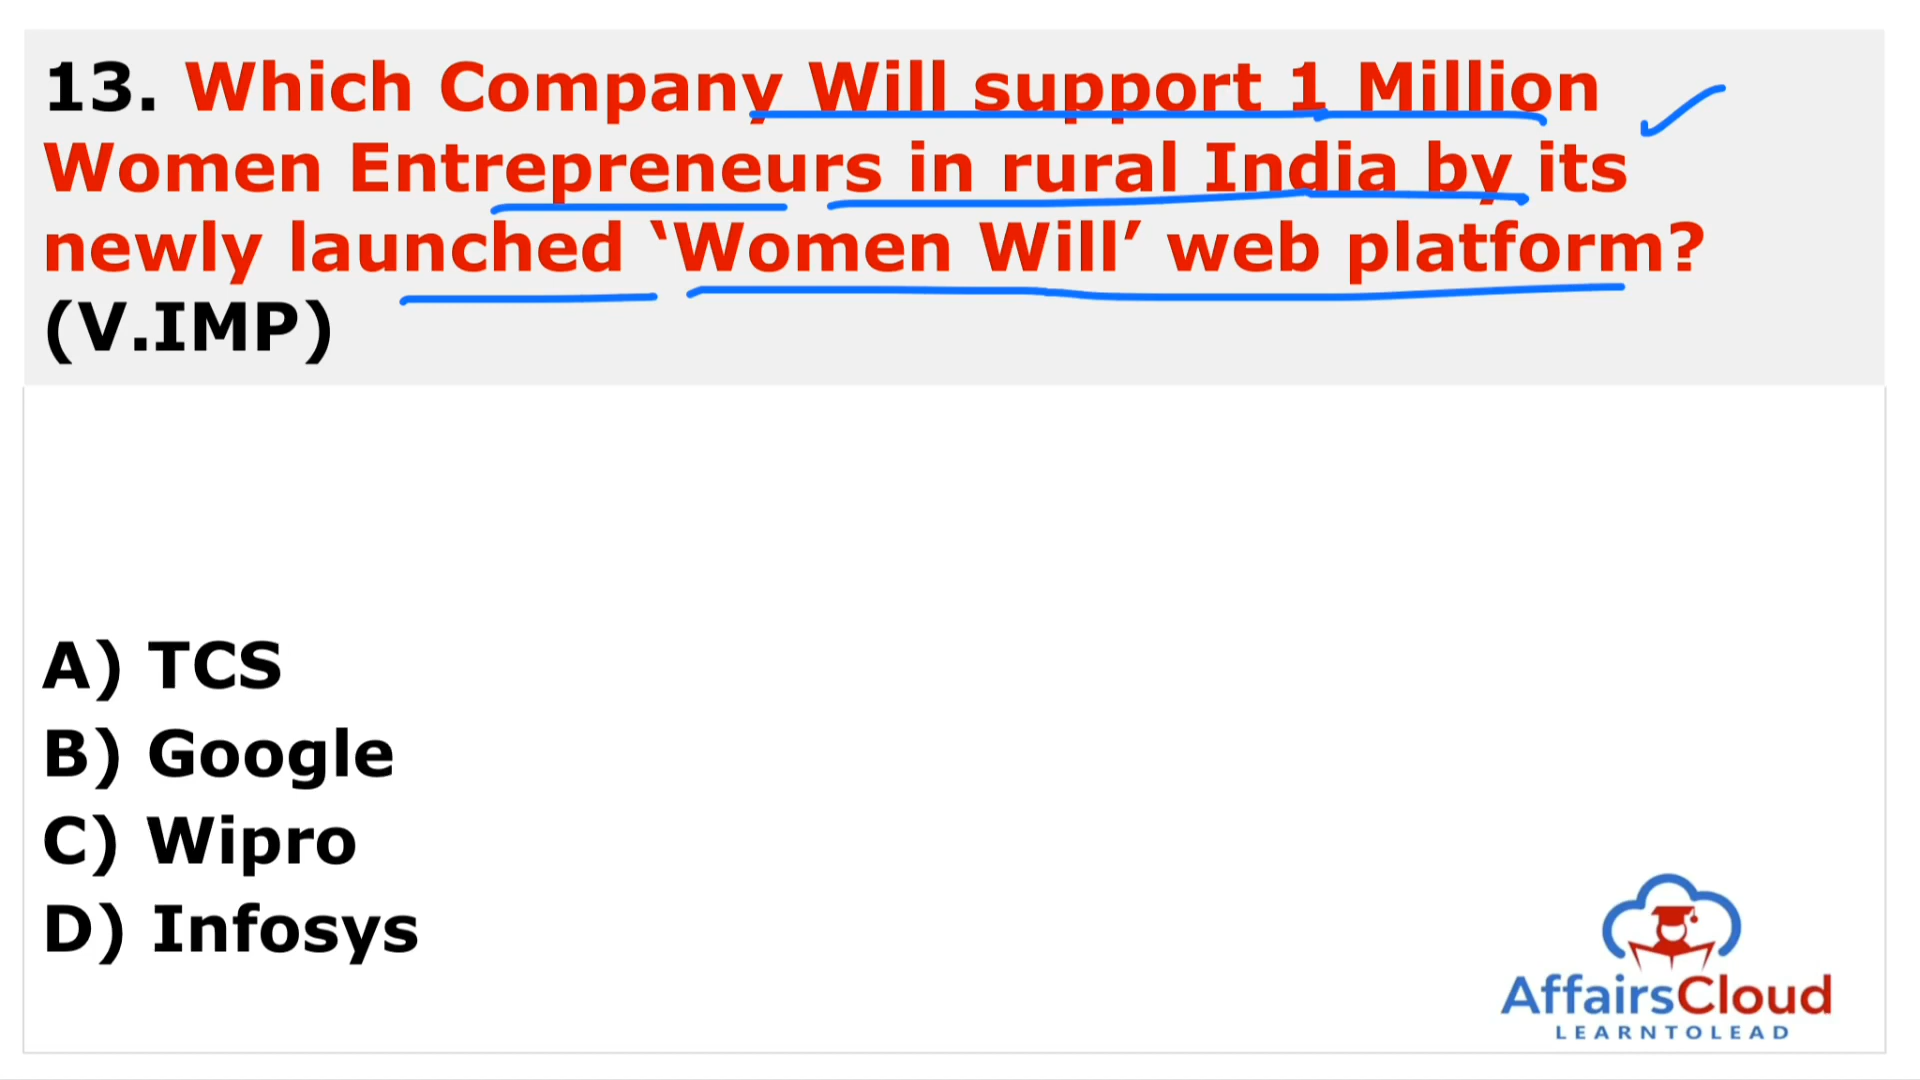 13. Which Company Will support 1 Million
Women Entrepreneurs in rural India by its
newly launched ‘Women Will’ web platform?
(V.IMP)
A) TCS
B) Google
C) Wipro
D) Infosys
AffairsCloud
LEARNTOLEAD